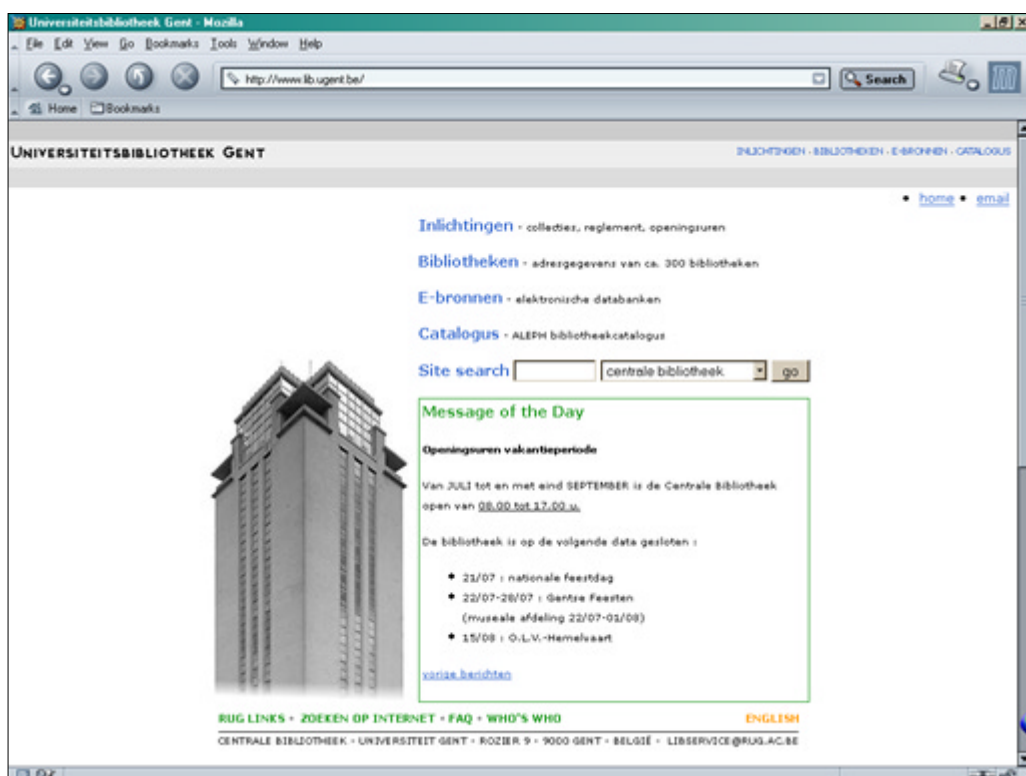 Universiteitsbibliotheek Gent - Mozilla
File Edit View Go Bookmarks Tools Window Help
http://www.lib.ugent.be/
Search
Home Bookmarks
UNIVERSITEITSBIBLIOTHEEK GENT
INLICHTINGEN - BIBLIOTHEKEN - E-BRONNEN - CATALOGUS
• home • email
Inlichtingen - collecties, reglement, openingsuren
Bibliotheken - adresgegevens van ca. 300 bibliotheken
E-bronnen - elektronische databanken
Catalogus - ALEPH bibliotheekcatalogus
Site search centrale bibliotheek go
Message of the Day
Openingsuren vakantieperiode
Van JULI tot en met eind SEPTEMBER is de Centrale Bibliotheek
open van 08.00 tot 17.00 u.
De bibliotheek is op de volgende data gesloten :
• 21/07 : nationale feestdag
• 22/07-28/07 : Gentse Feesten
(museale afdeling 22/07-01/08)
• 15/08 : O.L.V.-Hemelvaart
vorige berichten
RUG LINKS • ZOEKEN OP INTERNET • FAQ • WHO'S WHO
ENGLISH
CENTRALE BIBLIOTHEEK - UNIVERSITEIT GENT - ROZIER 9 - 9000 GENT - BELGIË - LIBSERVICE@RUG.AC.BE